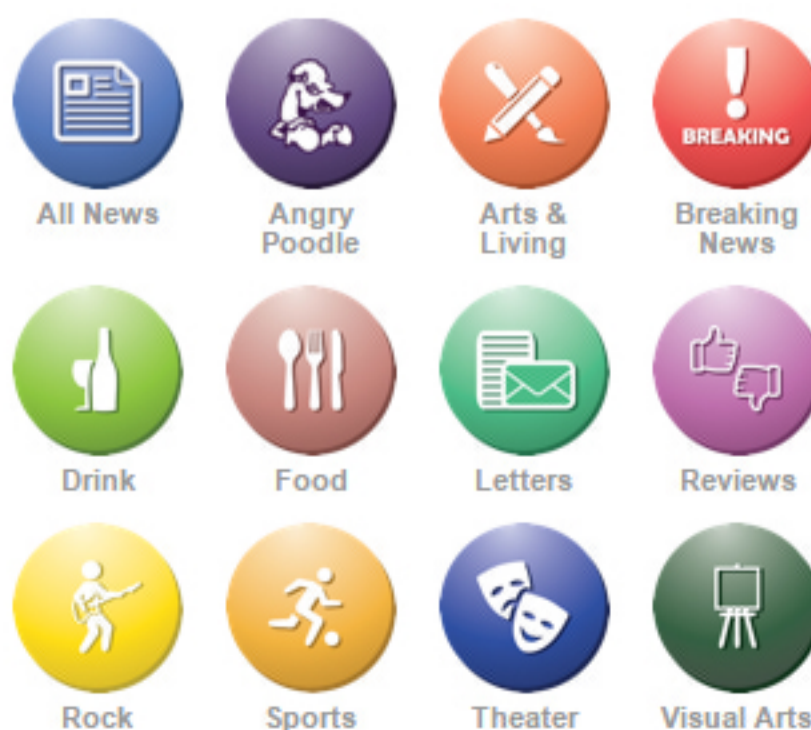 BREAKING
All News
Angry
Poodle
Arts &
Living
Breaking
News
Drink
Food
Letters
Reviews
Rock
Sports
Theater
Visual Arts